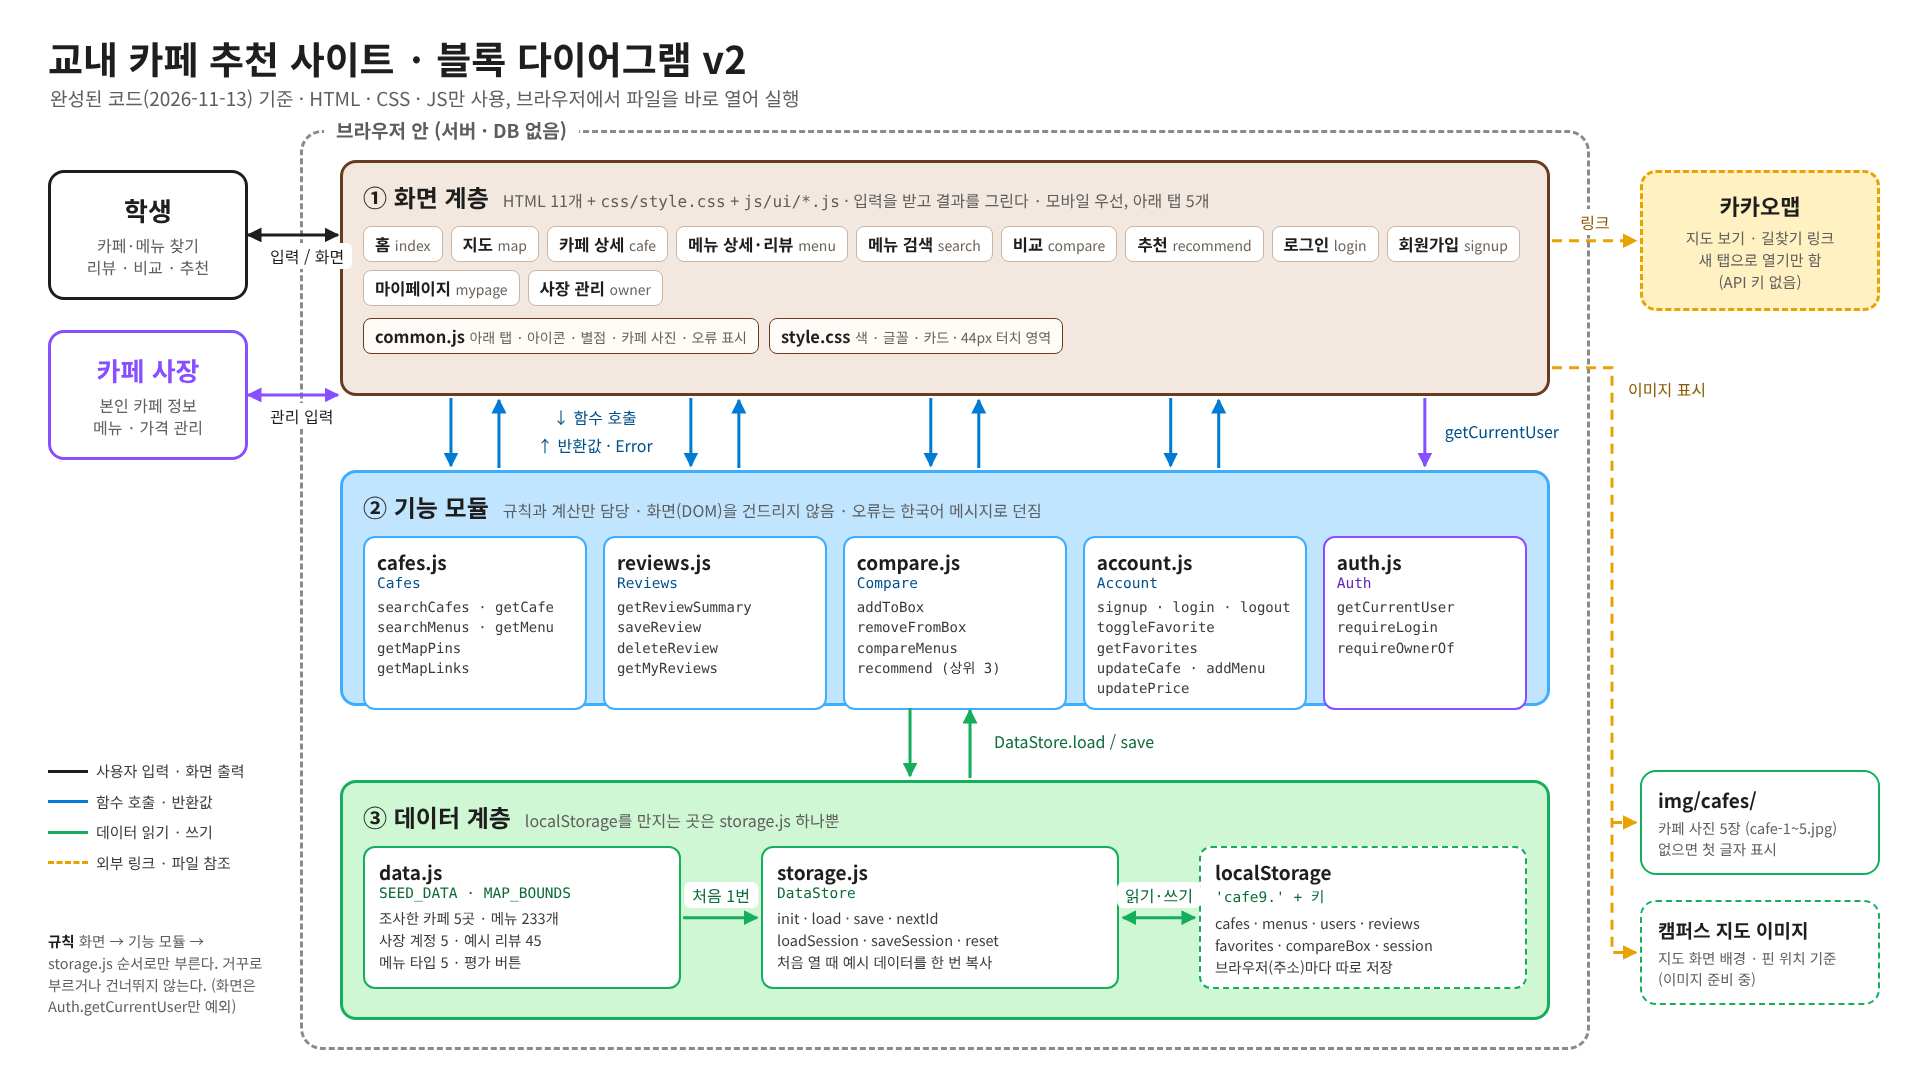 교내 카페 추천 사이트 · 블록 다이어그램 v2
완성된 코드(2026-11-13) 기준 · HTML · CSS · JS만 사용, 브라우저에서 파일을 바로 열어 실행
브라우저 안 (서버 · DB 없음)
학생
카페·메뉴 찾기
리뷰 · 비교 · 추천
입력 / 화면
카페 사장
본인 카페 정보
메뉴 · 가격 관리
관리 입력
① 화면 계층 HTML 11개 + css/style.css + js/ui/*.js · 입력을 받고 결과를 그린다 · 모바일 우선, 아래 탭 5개
홈 index 지도 map 카페 상세 cafe 메뉴 상세·리뷰 menu 메뉴 검색 search 비교 compare 추천 recommend 로그인 login 회원가입 signup
마이페이지 mypage 사장 관리 owner
common.js 아래 탭 · 아이콘 · 별점 · 카페 사진 · 오류 표시 style.css 색 · 글꼴 · 카드 · 44px 터치 영역
링크
카카오맵
지도 보기 · 길찾기 링크
새 탭으로 열기만 함
(API 키 없음)
이미지 표시
↓ 함수 호출
↑ 반환값 · Error
getCurrentUser
② 기능 모듈 규칙과 계산만 담당 · 화면(DOM)을 건드리지 않음 · 오류는 한국어 메시지로 던짐
cafes.js
Cafes
searchCafes · getCafe
searchMenus · getMenu
getMapPins
getMapLinks
reviews.js
Reviews
getReviewSummary
saveReview
deleteReview
getMyReviews
compare.js
Compare
addToBox
removeFromBox
compareMenus
recommend (상위 3)
account.js
Account
signup · login · logout
toggleFavorite
getFavorites
updateCafe · addMenu
updatePrice
auth.js
Auth
getCurrentUser
requireLogin
requireOwnerOf
DataStore.load / save
③ 데이터 계층 localStorage를 만지는 곳은 storage.js 하나뿐
data.js
SEED_DATA · MAP_BOUNDS
조사한 카페 5곳 · 메뉴 233개
사장 계정 5 · 예시 리뷰 45
메뉴 타입 5 · 평가 버튼
처음 1번
storage.js
DataStore
init · load · save · nextId
loadSession · saveSession · reset
처음 열 때 예시 데이터를 한 번 복사
읽기·쓰기
localStorage
'cafe9.' + 키
cafes · menus · users · reviews
favorites · compareBox · session
브라우저(주소)마다 따로 저장
img/cafes/
카페 사진 5장 (cafe-1~5.jpg)
없으면 첫 글자 표시
캠퍼스 지도 이미지
지도 화면 배경 · 핀 위치 기준
(이미지 준비 중)
사용자 입력 · 화면 출력
함수 호출 · 반환값
데이터 읽기 · 쓰기
외부 링크 · 파일 참조
규칙 화면 → 기능 모듈 →
storage.js 순서로만 부른다. 거꾸로
부르거나 건너뛰지 않는다. (화면은
Auth.getCurrentUser만 예외)